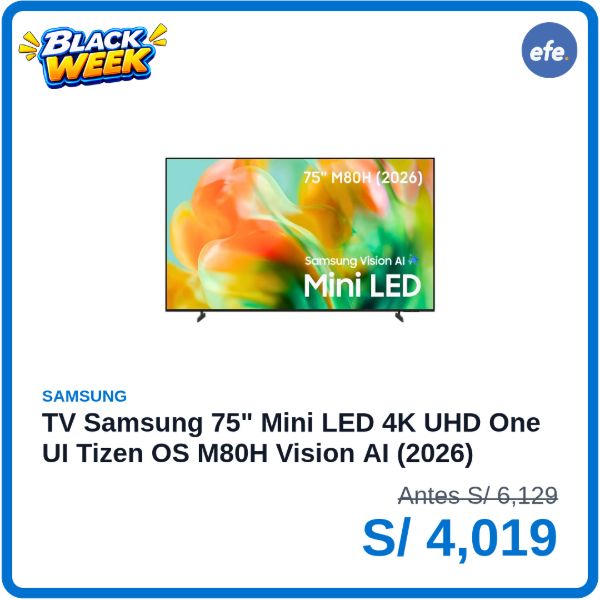 BLACK
WEEK
efe.
75" M80H (2026)
Samsung Vision AI
Mini LED
SAMSUNG
TV Samsung 75" Mini LED 4K UHD One
UI Tizen OS M80H Vision AI (2026)
Antes S/ 6,129
S/ 4,019